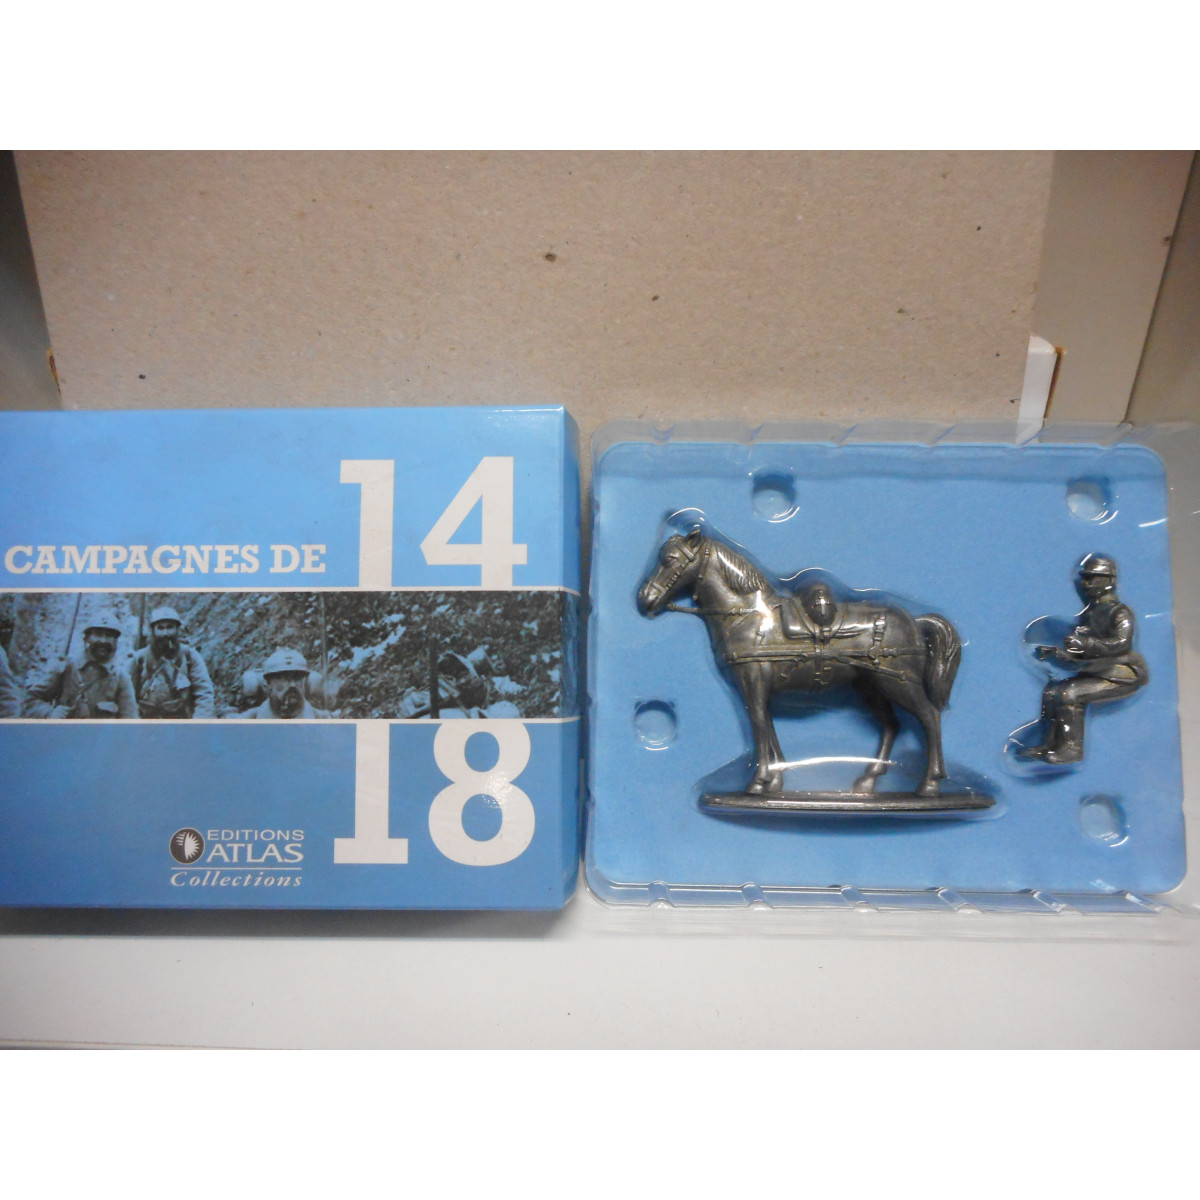 CAMPAGNES DE 14
18
EDITIONS
ATLAS
Collections